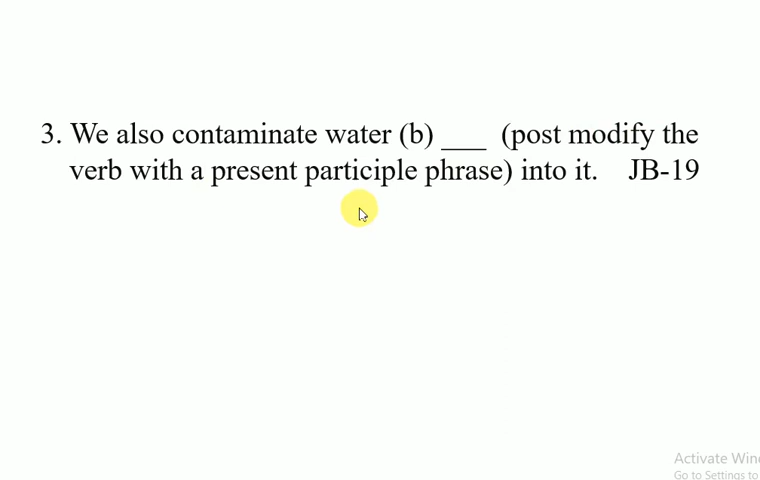 3. We also contaminate water (b) ___ (post modify the
verb with a present participle phrase) into it. JB-19
Activate Win
Go to Settings to